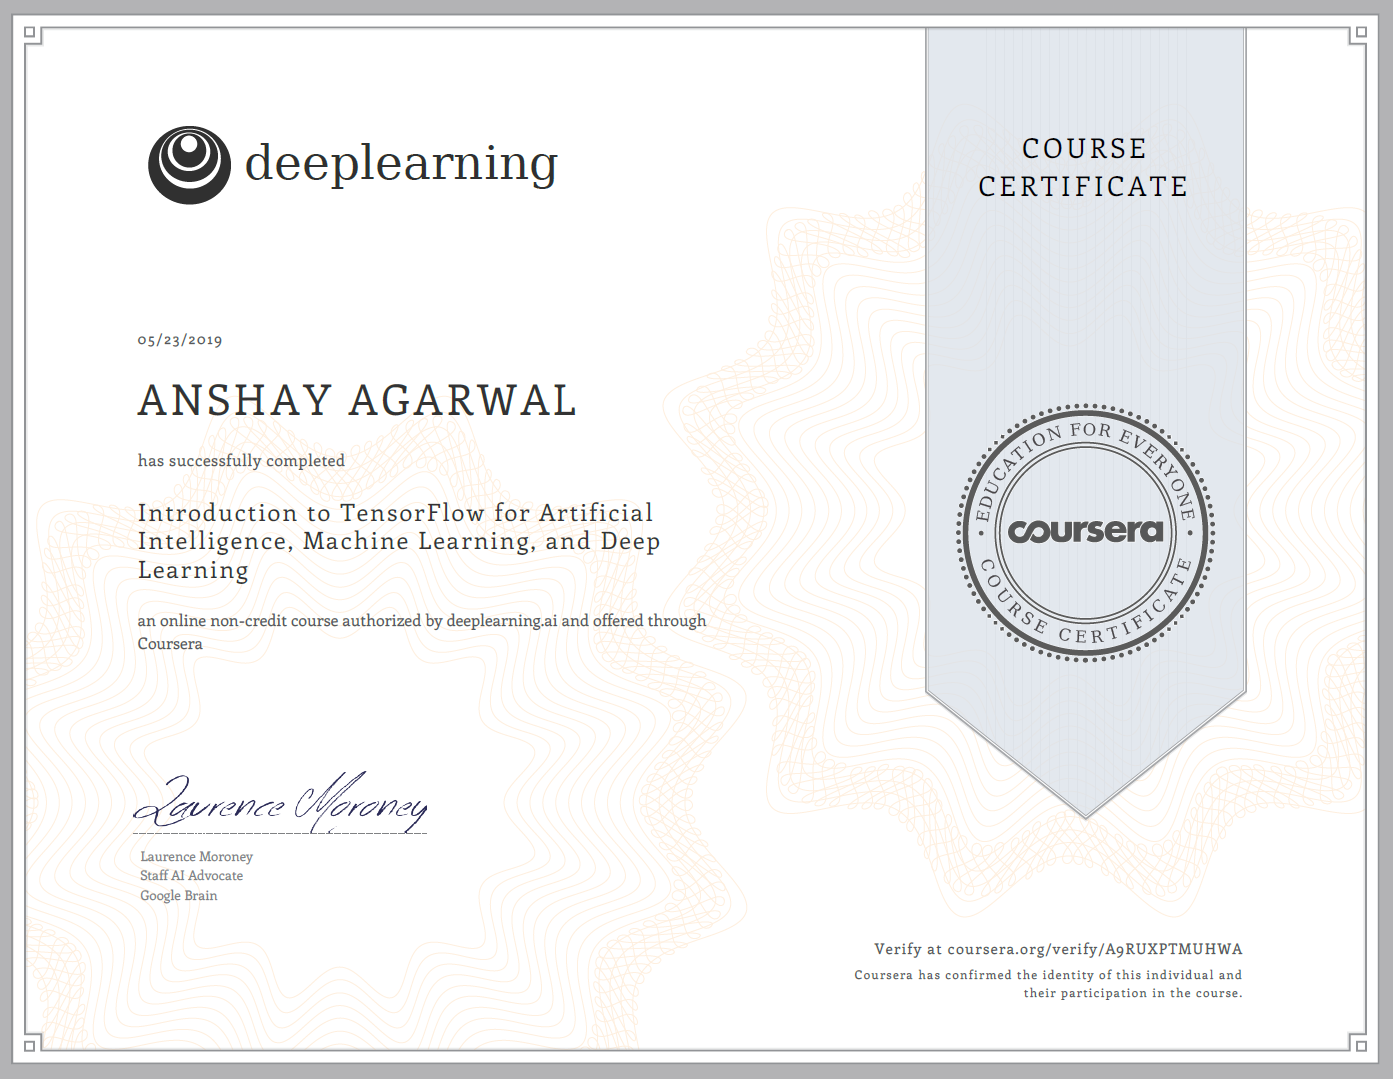 deeplearning
COURSE
CERTIFICATE
05/23/2019
ANSHAY AGARWAL
has successfully completed
Introduction to TensorFlow for Artificial
Intelligence, Machine Learning, and Deep
Learning
an online non-credit course authorized by deeplearning.ai and offered through
Coursera
EDUCATION FOR EVERYONE
coursera
COURSE CERTIFICATE
Laurence Moroney
Laurence Moroney
Staff AI Advocate
Google Brain
Verify at coursera.org/verify/A9RUXPTMUHWA
Coursera has confirmed the identity of this individual and
their participation in the course.